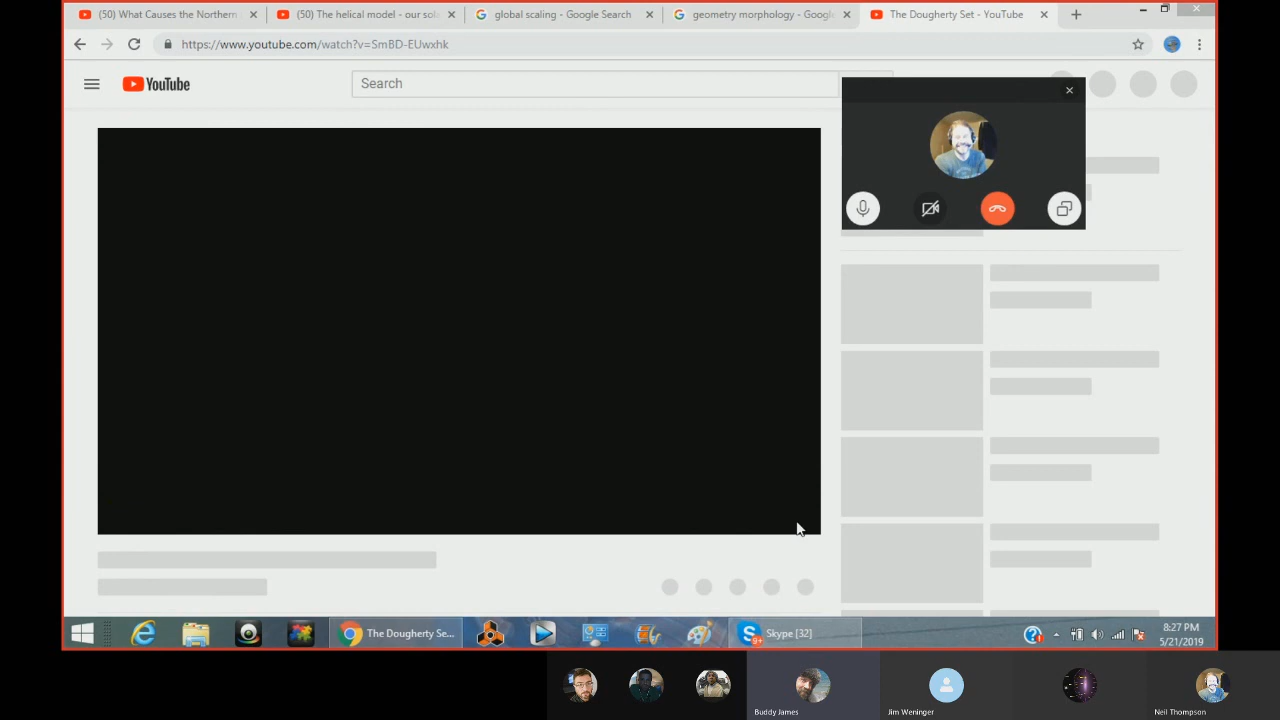 (50) What Causes the Northern
(50) The helical model - our sol
global scaling - Google Search
geometry morphology - Googl
The Dougherty Set - YouTube
https://www.youtube.com/watch?v=SmBD-EUwxhk
YouTube
Search
The Dougherty Se...
9+
Skype [32]
8:27 PM
5/21/2019
Buddy James
Jim Weninger
Neil Thompson